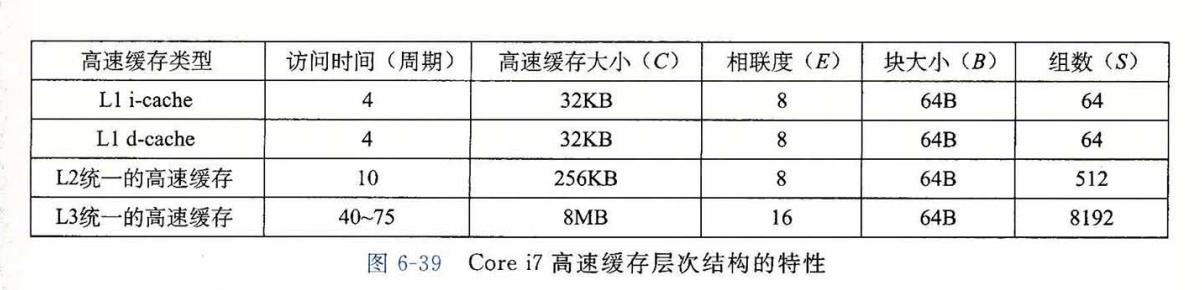 高速缓存类型 访问时间（周期） 高速缓存大小（C） 相联度（E） 块大小（B） 组数（S）
L1 i-cache 4 32KB 8 64B 64
L1 d-cache 4 32KB 8 64B 64
L2统一的高速缓存 10 256KB 8 64B 512
L3统一的高速缓存 40~75 8MB 16 64B 8192
图 6-39 Core i7 高速缓存层次结构的特性